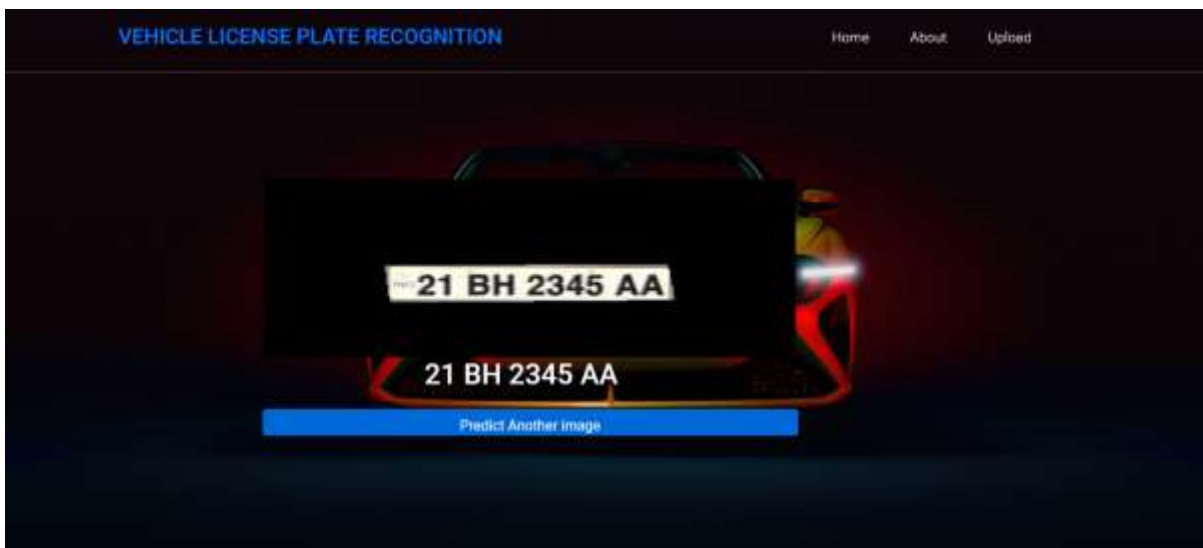 VEHICLE LICENSE PLATE RECOGNITION
Home About Upload
21 BH 2345 AA
21 BH 2345 AA
Predict Another image